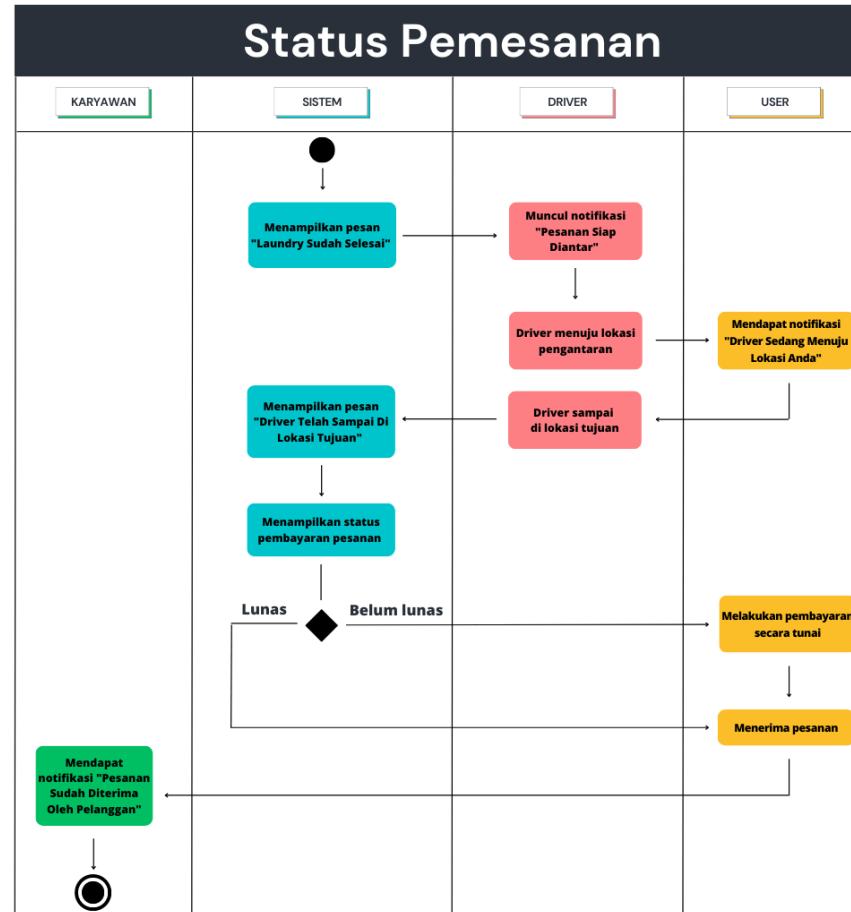 Status Pemesanan
KARYAWAN
SISTEM
DRIVER
USER
Menampilkan pesan
"Laundry Sudah Selesai"
Muncul notifikasi
"Pesanan Siap
Diantar"
Driver menuju lokasi
pengantaran
Mendapat notifikasi
"Driver Sedang Menuju
Lokasi Anda"
Menampilkan pesan
"Driver Telah Sampai Di
Lokasi Tujuan"
Driver sampai
di lokasi tujuan
Menampilkan status
pembayaran pesanan
Lunas
Belum lunas
Melakukan pembayaran
secara tunai
Menerima pesanan
Mendapat
notifikasi "Pesanan
Sudah Diterima
Oleh Pelanggan"